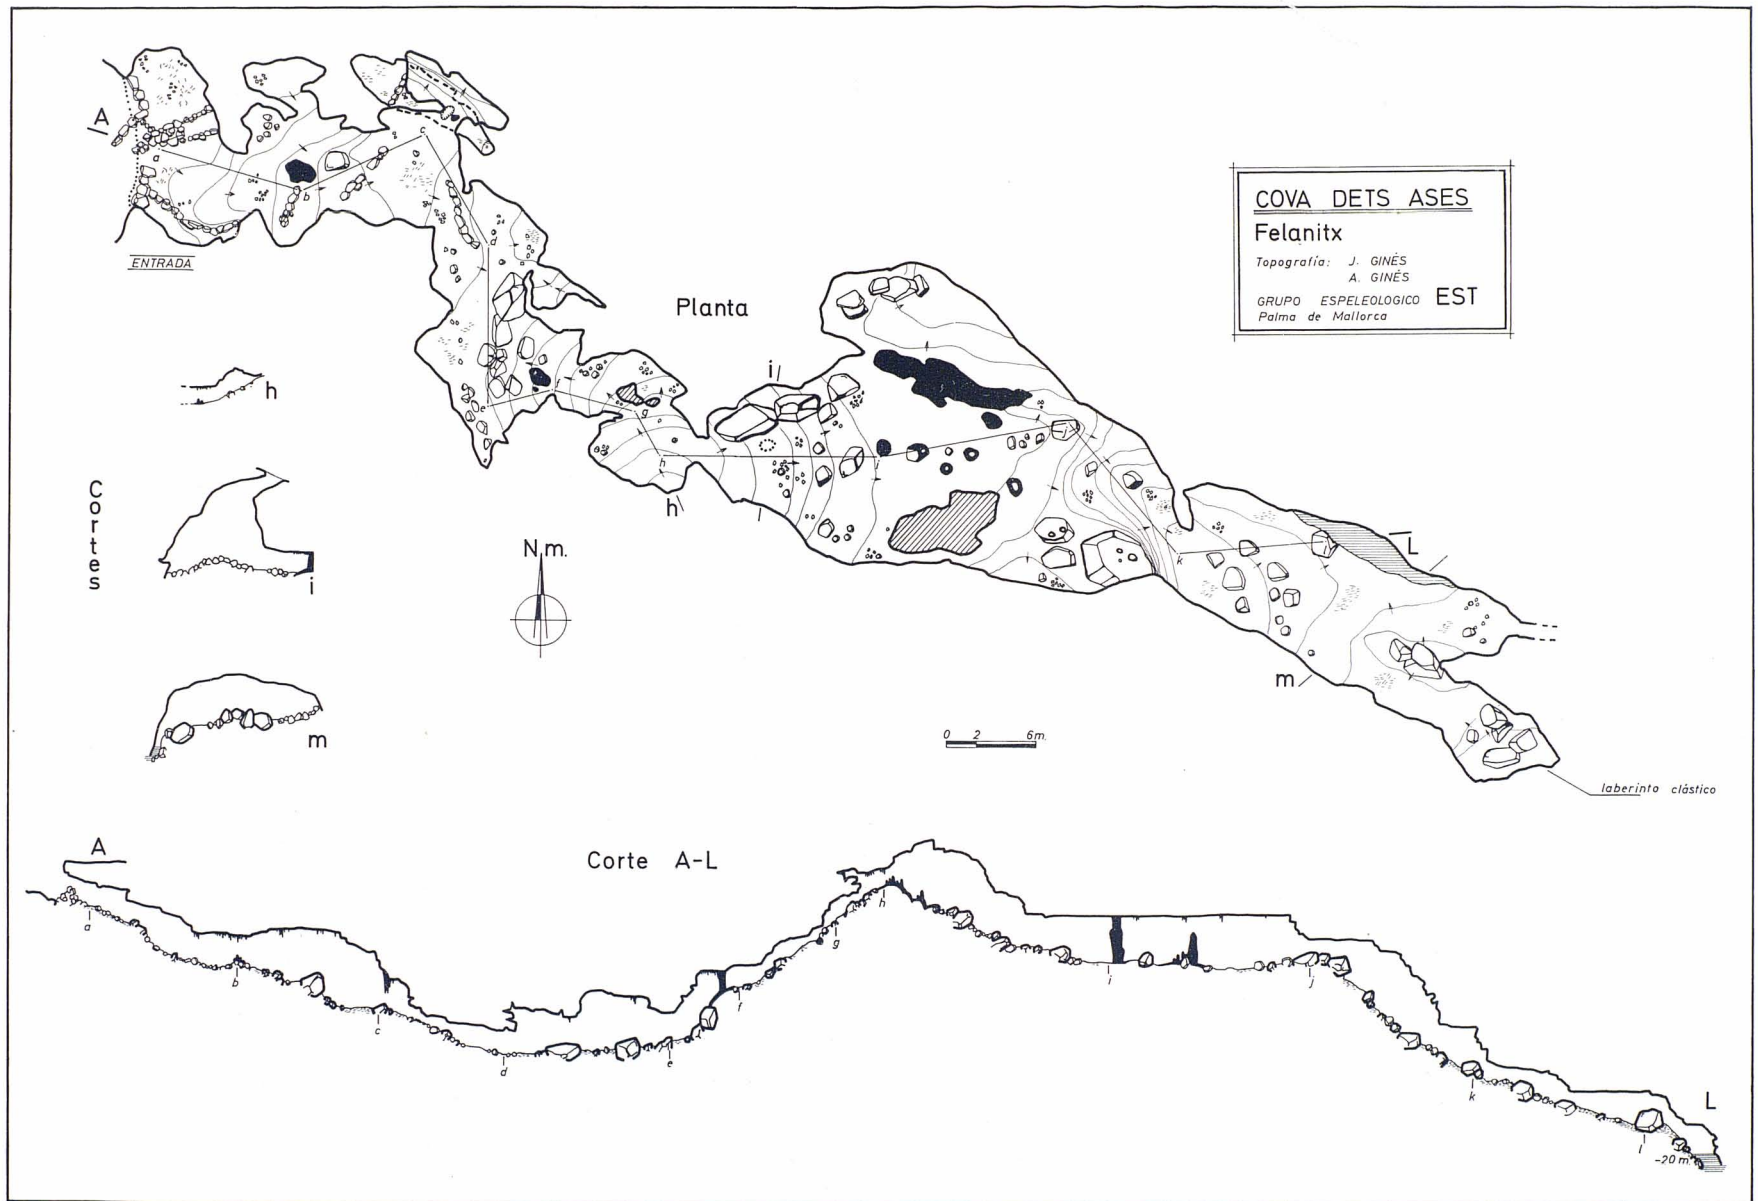 A
a
b
c
d
e
f
g
h
i
j
k
l
L
ENTRADA
Planta
COVA DETS ASES
Felanitx
Topografía: J. GINÉS
A. GINÉS
GRUPO ESPELEOLOGICO EST
Palma de Mallorca
i
h
m
Cortes
h
i
m
N m.
0 2 6m.
laberinto clástico
Corte A-L
A
a
b
c
d
e
f
g
h
i
j
k
l
L
-20 m.